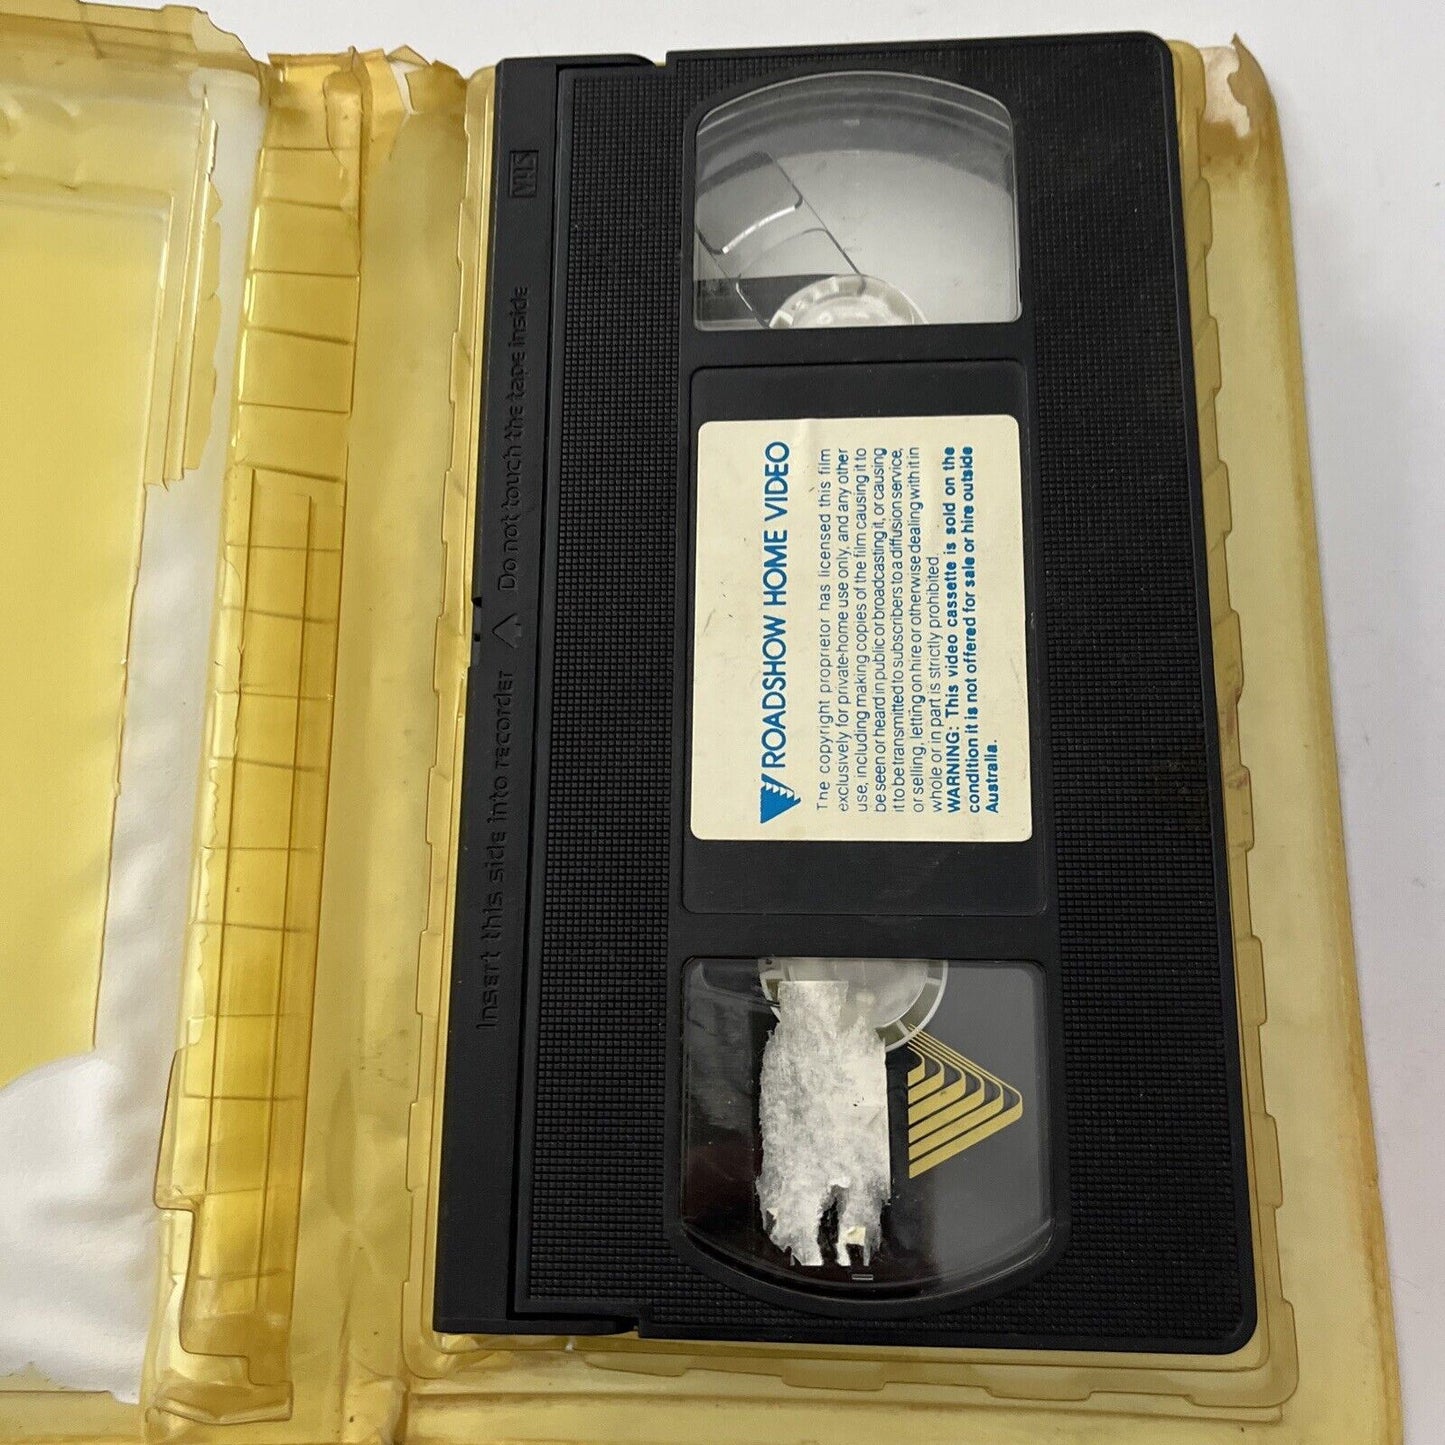 VHS
Insert this side into recorder △ Do not touch the tape inside
ROADSHOW HOME VIDEO
The copyright proprietor has licensed this film
exclusively for private-home use only, and any other
use, including making copies of the film causing it to
be seen or heard in public or broadcasting it, or causing
it to be transmitted to subscribers to a diffusion service,
or selling, letting on hire or otherwise dealing with it in
whole or in part is strictly prohibited
WARNING: This video cassette is sold on the
condition it is not offered for sale or hire outside
Australia.